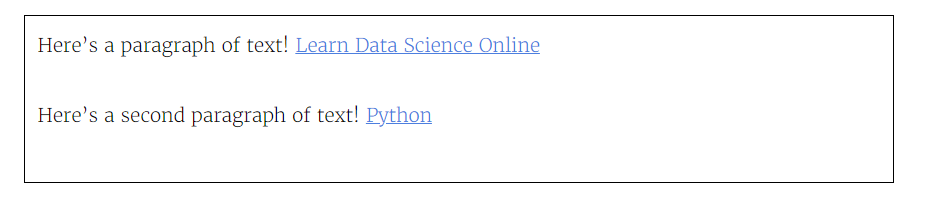 Here’s a paragraph of text! Learn Data Science Online
Here’s a second paragraph of text! Python